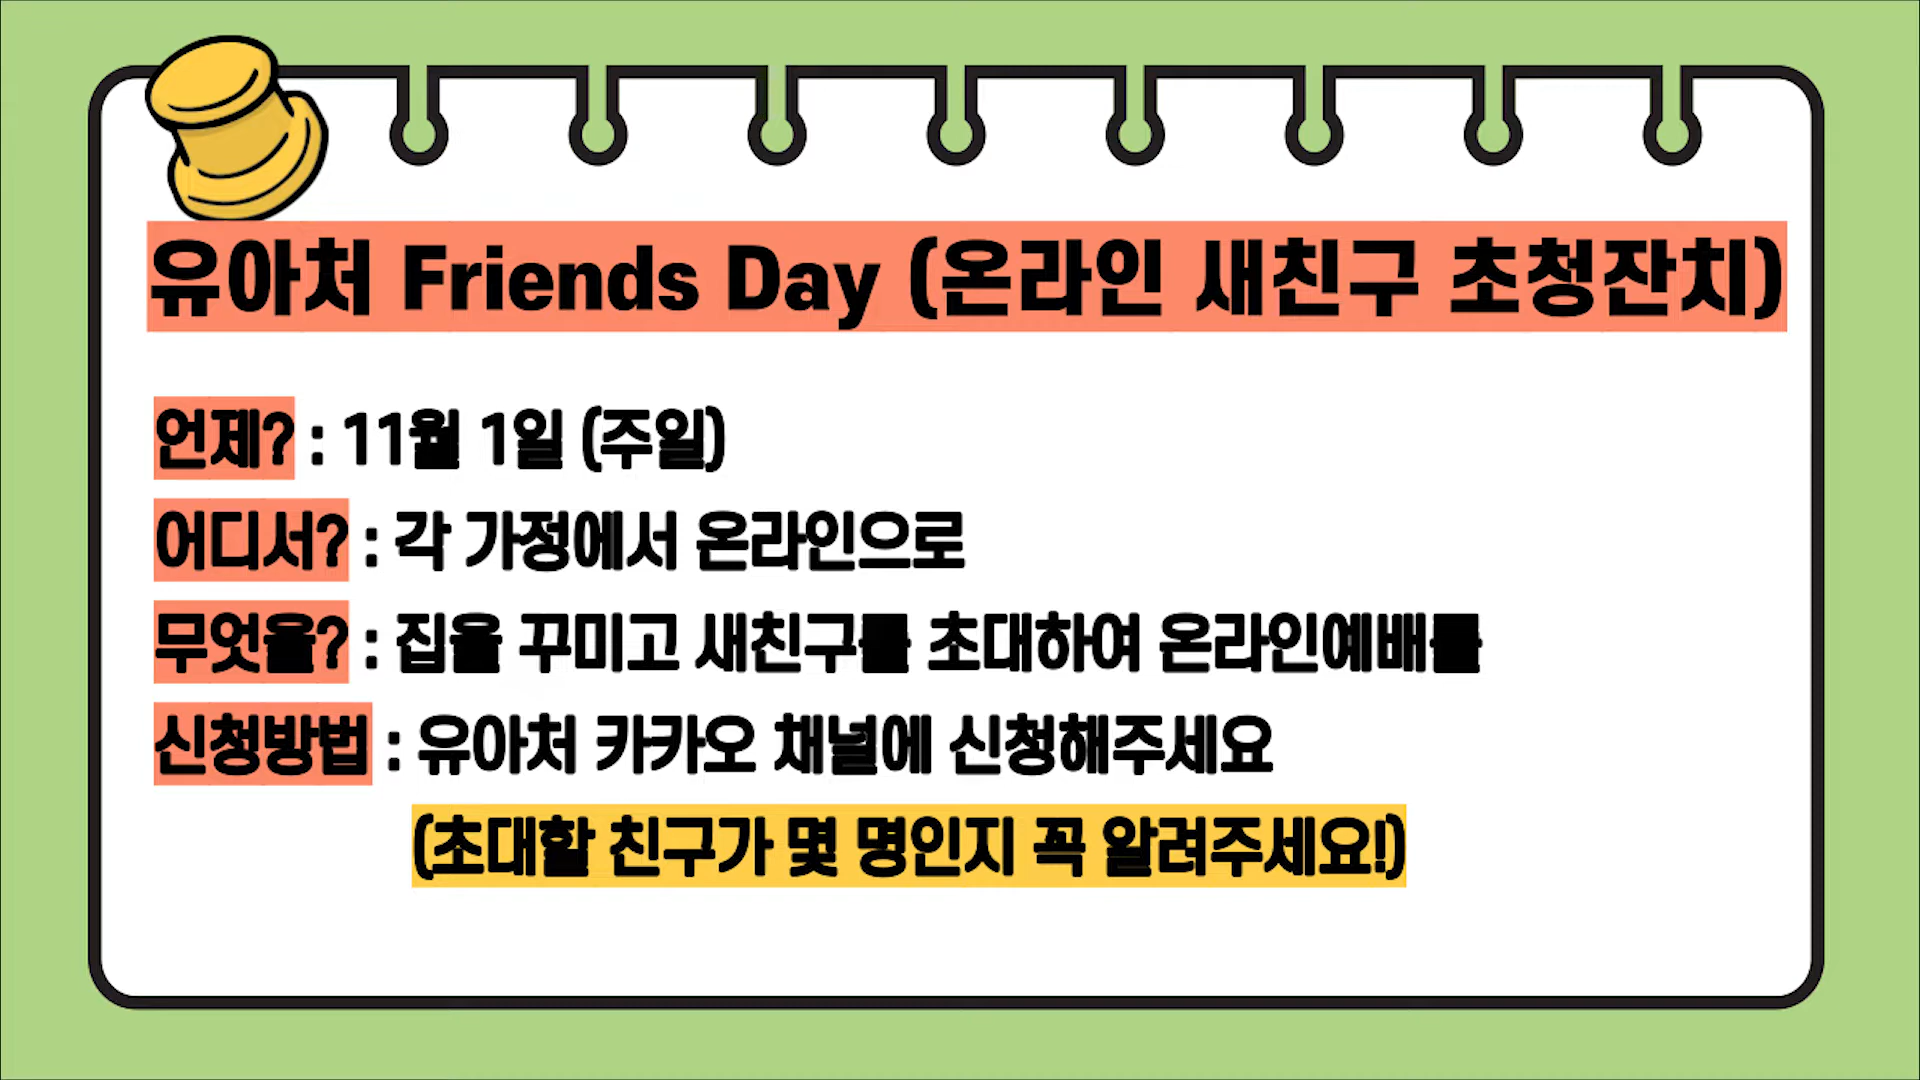 유아처 Friends Day (온라인 새친구 초청잔치)
언제? : 11월 1일 (주일)
어디서? : 각 가정에서 온라인으로
무엇을? : 집을 꾸미고 새친구를 초대하여 온라인예배를
신청방법 : 유아처 카카오 채널에 신청해주세요
(초대할 친구가 몇 명인지 꼭 알려주세요!)